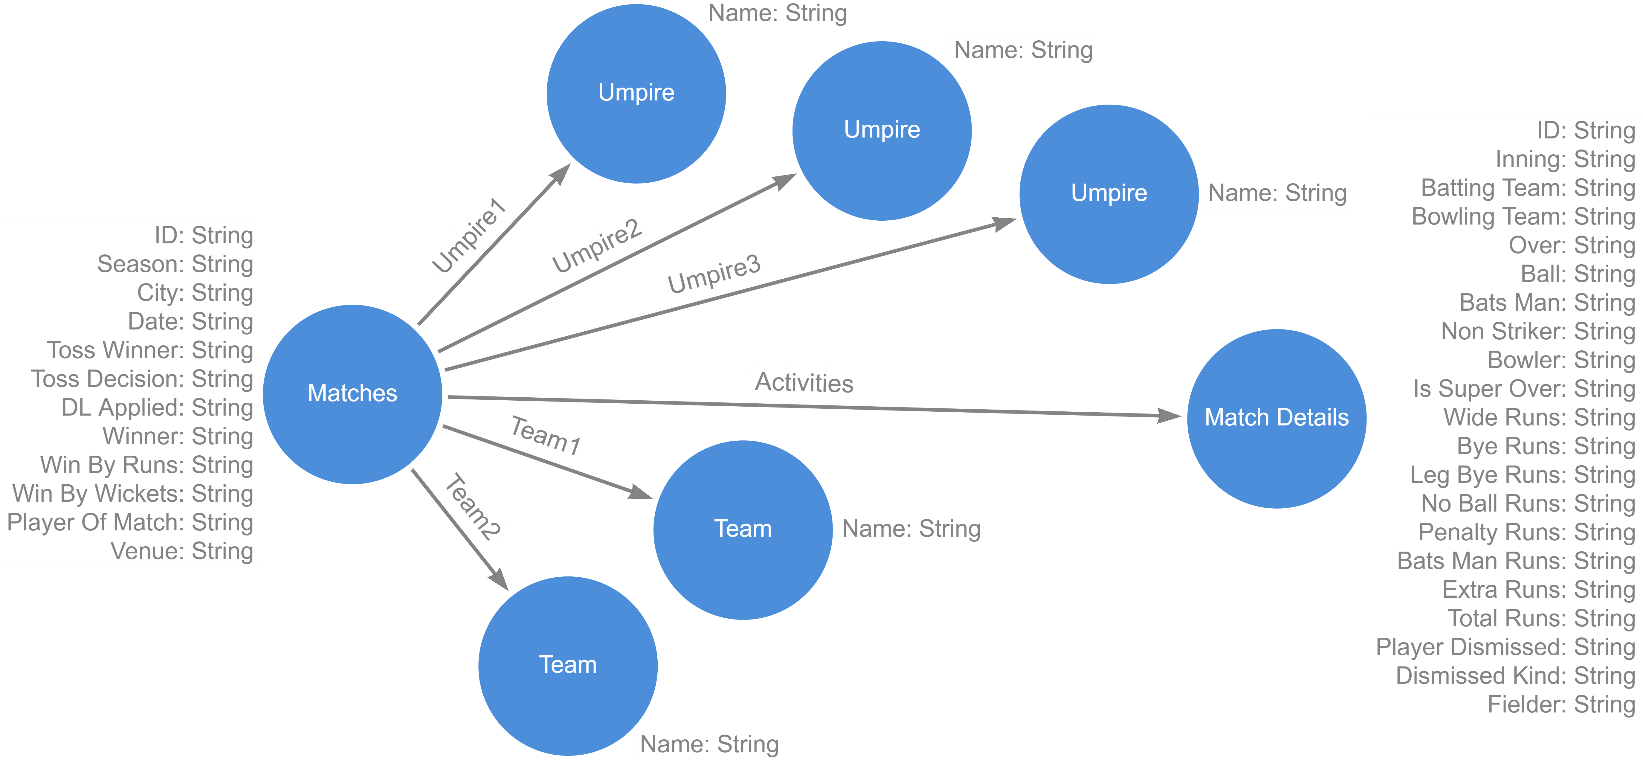 Name: String
Umpire
Name: String
Umpire
Umpire
Name: String
Umpire1
Umpire2
Umpire3
ID: String
Season: String
City: String
Date: String
Toss Winner: String
Toss Decision: String
DL Applied: String
Winner: String
Win By Runs: String
Win By Wickets: String
Player Of Match: String
Venue: String
Matches
Activities
Match Details
Team1
Team
Name: String
Team2
Team
Name: String
ID: String
Inning: String
Batting Team: String
Bowling Team: String
Over: String
Ball: String
Bats Man: String
Non Striker: String
Bowler: String
Is Super Over: String
Wide Runs: String
Bye Runs: String
Leg Bye Runs: String
No Ball Runs: String
Penalty Runs: String
Bats Man Runs: String
Extra Runs: String
Total Runs: String
Player Dismissed: String
Dismissed Kind: String
Fielder: String